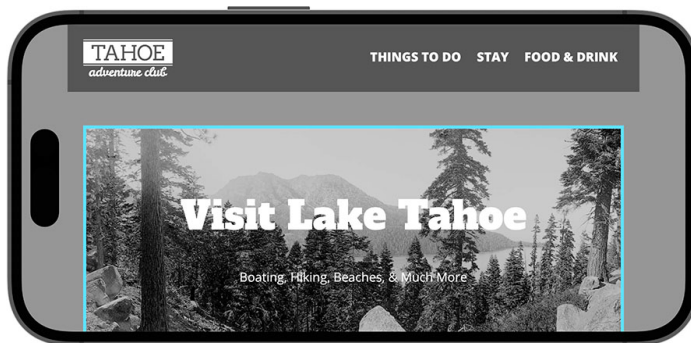 TAHOE
adventure club
THINGS TO DO STAY FOOD & DRINK
Visit Lake Tahoe
Boating, Hiking, Beaches, & Much More